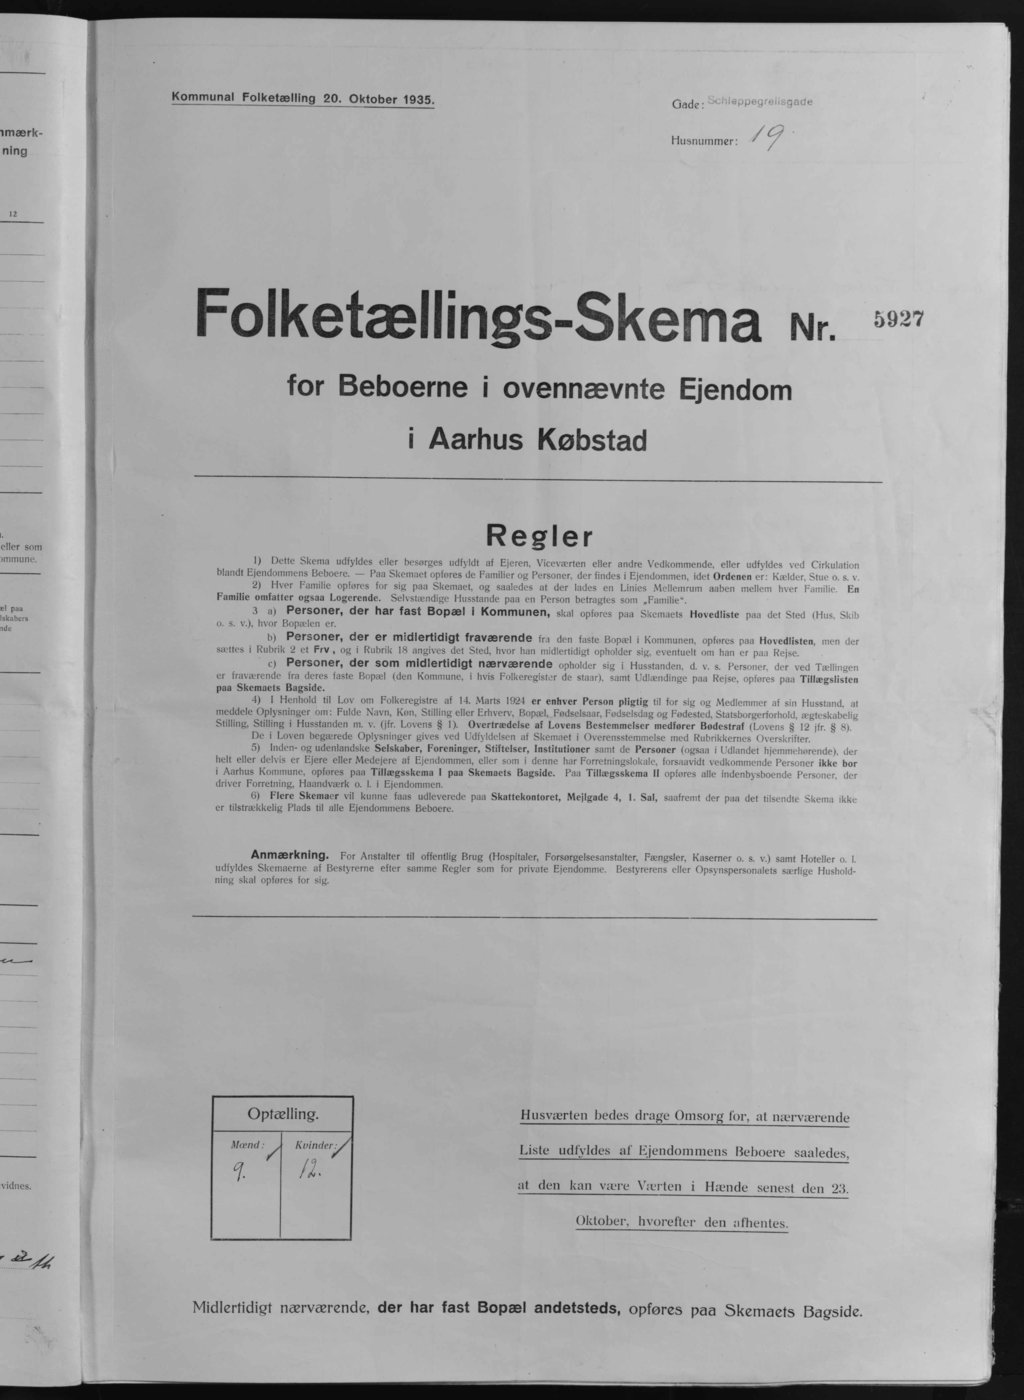 Kommunal Folketælling 20. Oktober 1935.
Gade: Schleppegrellsgade
Husnummer: 19.
Folketællings-Skema Nr. 5927
for Beboerne i ovennævnte Ejendom
i Aarhus Købstad
Regler
1) Dette Skema udfyldes eller besørges udfyldt af Ejeren, Viceværten eller andre Vedkommende, eller udfyldes ved Cirkulation
blandt Ejendommens Beboere. — Paa Skemaet opføres de Familier og Personer, der findes i Ejendommen, idet Ordenen er: Kælder, Stue o. s. v.
2) Hver Familie opføres for sig paa Skemaet, og saaledes at der lades en Linies Mellemrum aaben mellem hver Familie. En
Familie omfatter ogsaa Logerende. Selvstændige Husstande paa en Person betragtes som „Familie“.
3 a) Personer, der har fast Bopæl i Kommunen, skal opføres paa Skemaets Hovedliste paa det Sted (Hus, Skib
o. s. v.), hvor Bopælen er.
b) Personer, der er midlertidigt fraværende fra den faste Bopæl i Kommunen, opføres paa Hovedlisten, men der
sættes i Rubrik 2 et Frv, og i Rubrik 18 angives det Sted, hvor han midlertidigt opholder sig, eventuelt om han er paa Rejse.
c) Personer, der som midlertidigt nærværende opholder sig i Husstanden, d. v. s. Personer, der ved Tællingen
er fraværende fra deres faste Bopæl (den Kommune, i hvis Folkeregister de staar), samt Udlændinge paa Rejse, opføres paa Tillægslisten
paa Skemaets Bagside.
4) I Henhold til Lov om Folkeregistre af 14. Marts 1924 er enhver Person pligtig til for sig og Medlemmer af sin Husstand, at
meddele Oplysninger om: Fulde Navn, Køn, Stilling eller Erhverv, Bopæl, Fødselsaar, Fødselsdag og Fødested, Statsborgerforhold, ægteskabelig
Stilling, Stilling i Husstanden m. v. (jfr. Lovens § 1). Overtrædelse af Lovens Bestemmelser medfører Bødestraf (Lovens § 12 jfr. § 8).
De i Loven begærede Oplysninger gives ved Udfyldelsen af Skemaet i Overensstemmelse med Rubrikkernes Overskrifter.
5) Inden- og udenlandske Selskaber, Foreninger, Stiftelser, Institutioner samt de Personer (ogsaa i Udlandet hjemmehørende), der
helt eller delvis er Ejere eller Medejere af Ejendommen, eller som i denne har Forretningslokale, forsaavidt vedkommende Personer ikke bor
i Aarhus Kommune, opføres paa Tillægsskema I paa Skemaets Bagside. Paa Tillægsskema II opføres alle indenbysboende Personer, der
driver Forretning, Haandværk o. l. i Ejendommen.
6) Flere Skemaer vil kunne faas udleverede paa Skattekontoret, Mejlgade 4, 1. Sal, saafremt der paa det tilsendte Skema ikke
er tilstrækkelig Plads til alle Ejendommens Beboere.
Anmærkning. For Anstalter til offentlig Brug (Hospitaler, Forsørgelsesanstalter, Fængsler, Kaserner o. s. v.) samt Hoteller o. l.
udfyldes Skemaerne af Bestyrerne efter samme Regler som for private Ejendomme. Bestyrerens eller Opsynspersonalets særlige Hushold-
ning skal opføres for sig.
Optælling.
Mænd: Kvinder:
9. 12.
Husværten bedes drage Omsorg for, at nærværende
Liste udfyldes af Ejendommens Beboere saaledes,
at den kan være Værten i Hænde senest den 23.
Oktober, hvorefter den afhentes.
Midlertidigt nærværende, der har fast Bopæl andetsteds, opføres paa Skemaets Bagside.
mærk-
ning
12
eller som
mmune.
el paa
lskabers
nde
vidnes.